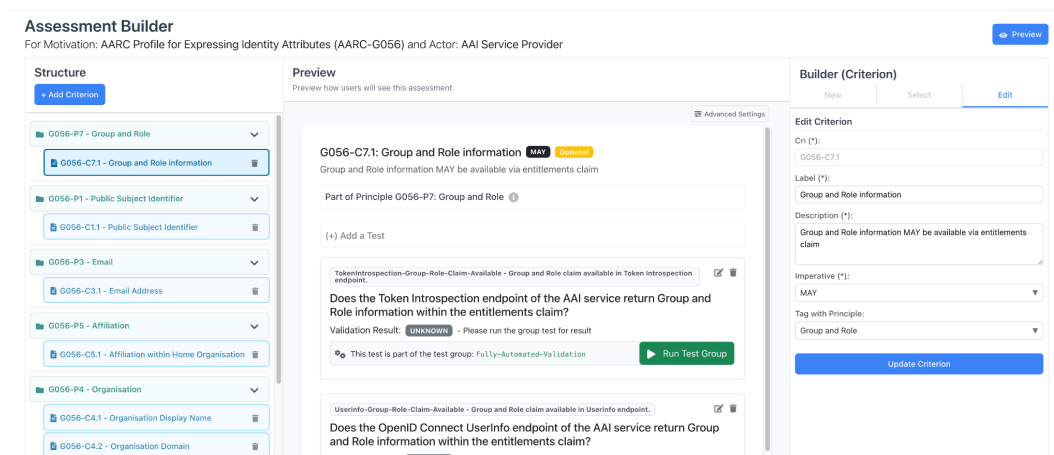 Assessment Builder
For Motivation: AARC Profile for Expressing Identity Attributes (AARC-G056) and Actor: AAI Service Provider
Preview
Structure
+ Add Criterion
G056-P7 - Group and Role
G056-C7.1 - Group and Role information
G056-P1 - Public Subject Identifier
G056-C1.1 - Public Subject Identifier
G056-P3 - Email
G056-C3.1 - Email Address
G056-P5 - Affiliation
G056-C5.1 - Affiliation within Home Organisation
G056-P4 - Organisation
G056-C4.1 - Organisation Display Name
G056-C4.2 - Organisation Domain
Preview
Preview how users will see this assessment
Advanced Settings
G056-C7.1: Group and Role information MAY Optional
Group and Role information MAY be available via entitlements claim
Part of Principle G056-P7: Group and Role
(+) Add a Test
TokenIntrospection-Group-Role-Claim-Available - Group and Role claim available in Token Introspection
endpoint.
Does the Token Introspection endpoint of the AAI service return Group and
Role information within the entitlements claim?
Validation Result: UNKNOWN - Please run the group test for result
This test is part of the test group: Fully-Automated-Validation
Run Test Group
Userinfo-Group-Role-Claim-Available - Group and Role claim available in Userinfo endpoint.
Does the OpenID Connect UserInfo endpoint of the AAI service return Group
and Role information within the entitlements claim?
Builder (Criterion)
New Select Edit
Edit Criterion
Cri (*):
G056-C7.1
Label (*):
Group and Role information
Description (*):
Group and Role information MAY be available via entitlements
claim
Imperative (*):
MAY
Tag with Principle:
Group and Role
Update Criterion